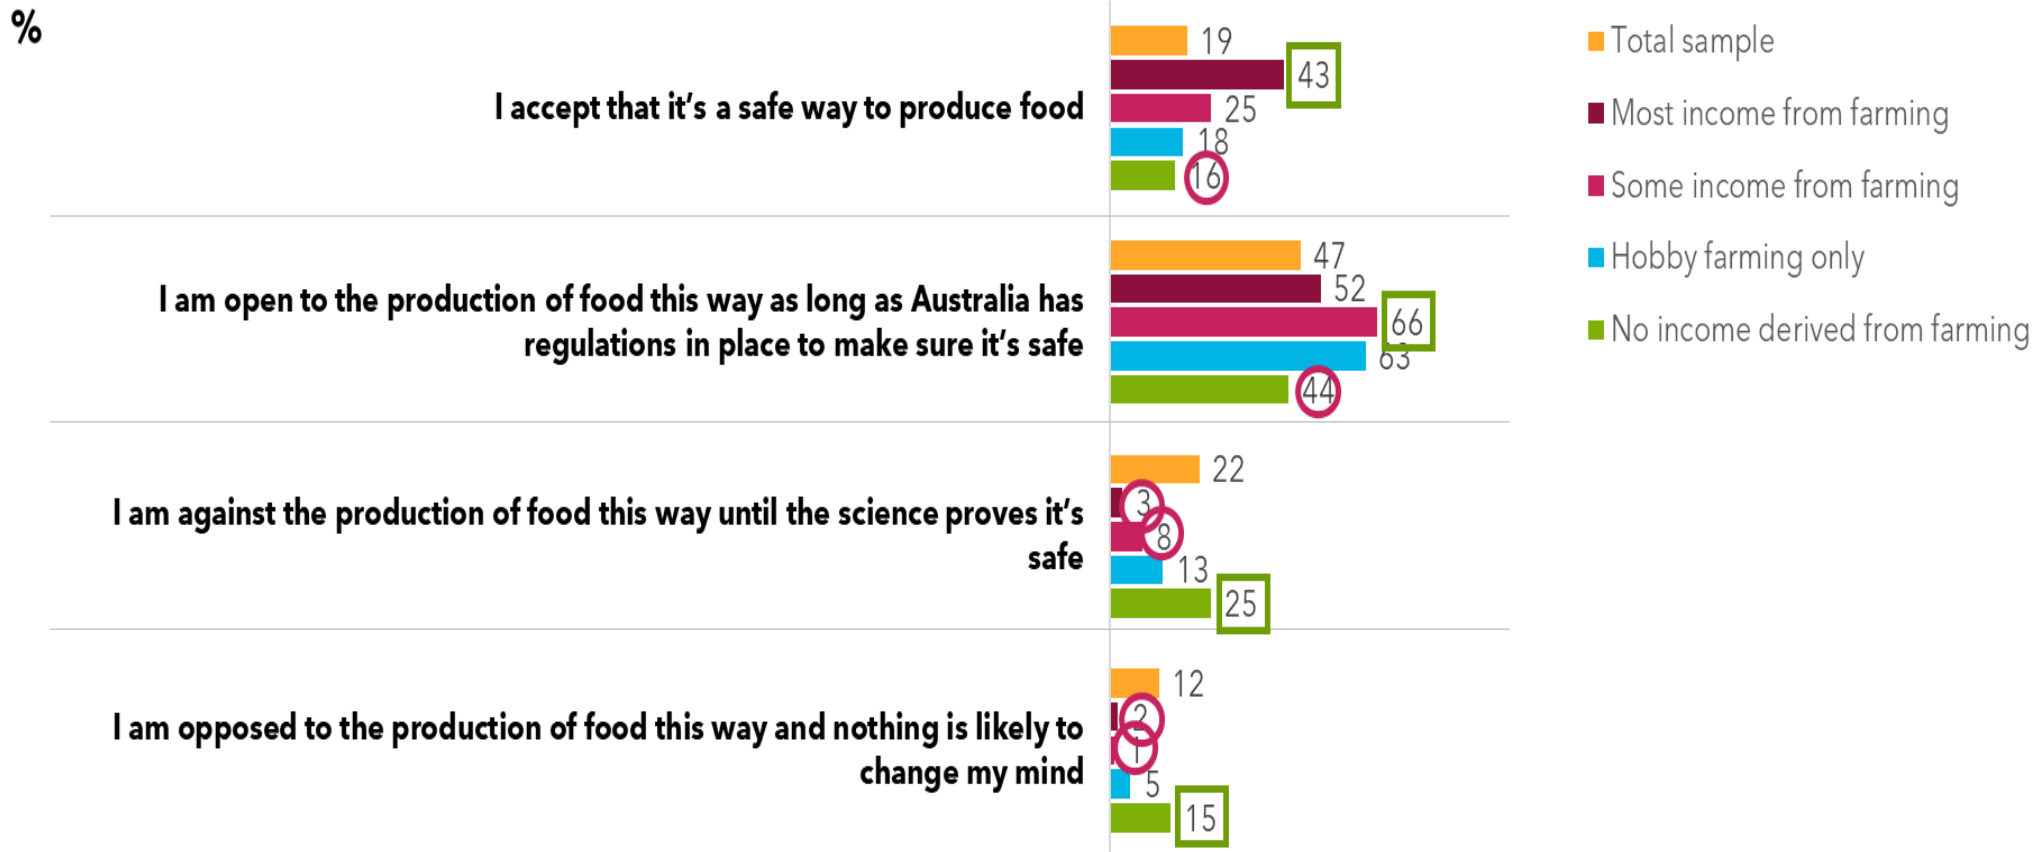 %
I accept that it's a safe way to produce food
19
43
25
18
16
I am open to the production of food this way as long as Australia has
regulations in place to make sure it's safe
47
52
66
63
44
I am against the production of food this way until the science proves it's
safe
22
3
8
13
25
I am opposed to the production of food this way and nothing is likely to
change my mind
12
2
1
5
15
Total sample
Most income from farming
Some income from farming
Hobby farming only
No income derived from farming